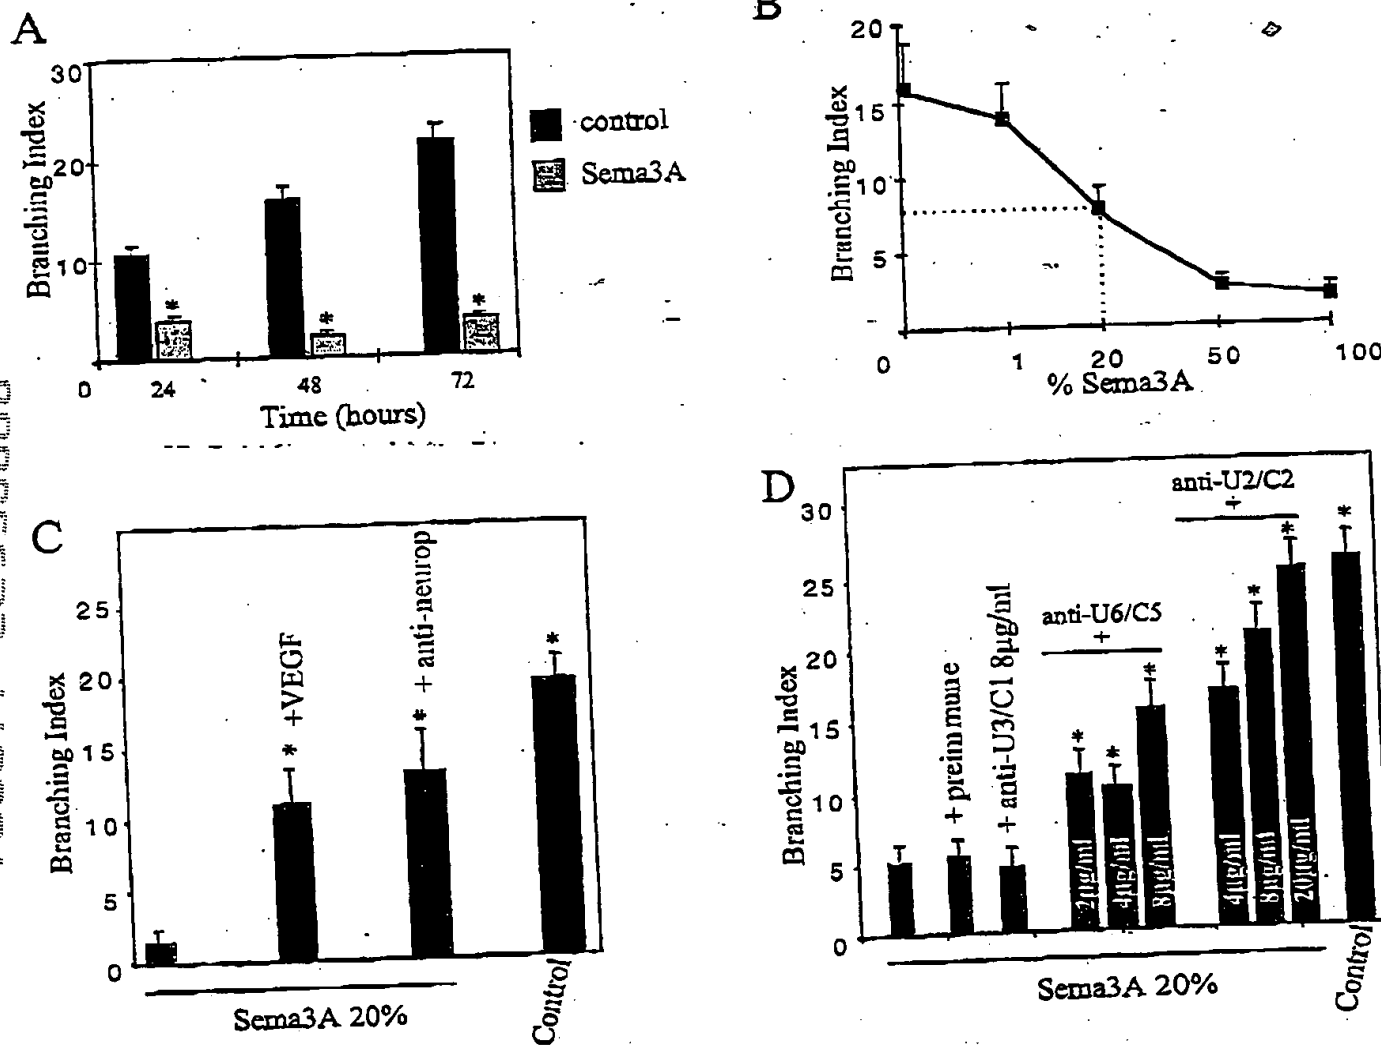 A
30
20
10
0
24
48
72
Time (hours)
Branching Index
control
Sema3A
*
*
*
B
20
15
10
5
0
1
20
50
100
% Sema3A
Branching Index
C
25
20
15
10
5
0
Branching Index
* +VEGF
* + anti-neurop
*
Sema3A 20%
Control
D
30
25
20
15
10
5
0
Branching Index
+ preimmune
+ anti-U3/C1 8µg/ml
anti-U6/C5
+
anti-U2/C2
+
*
*
*
*
*
*
*
2µg/ml
4µg/ml
8µg/ml
4µg/ml
8µg/ml
20µg/ml
Sema3A 20%
Control